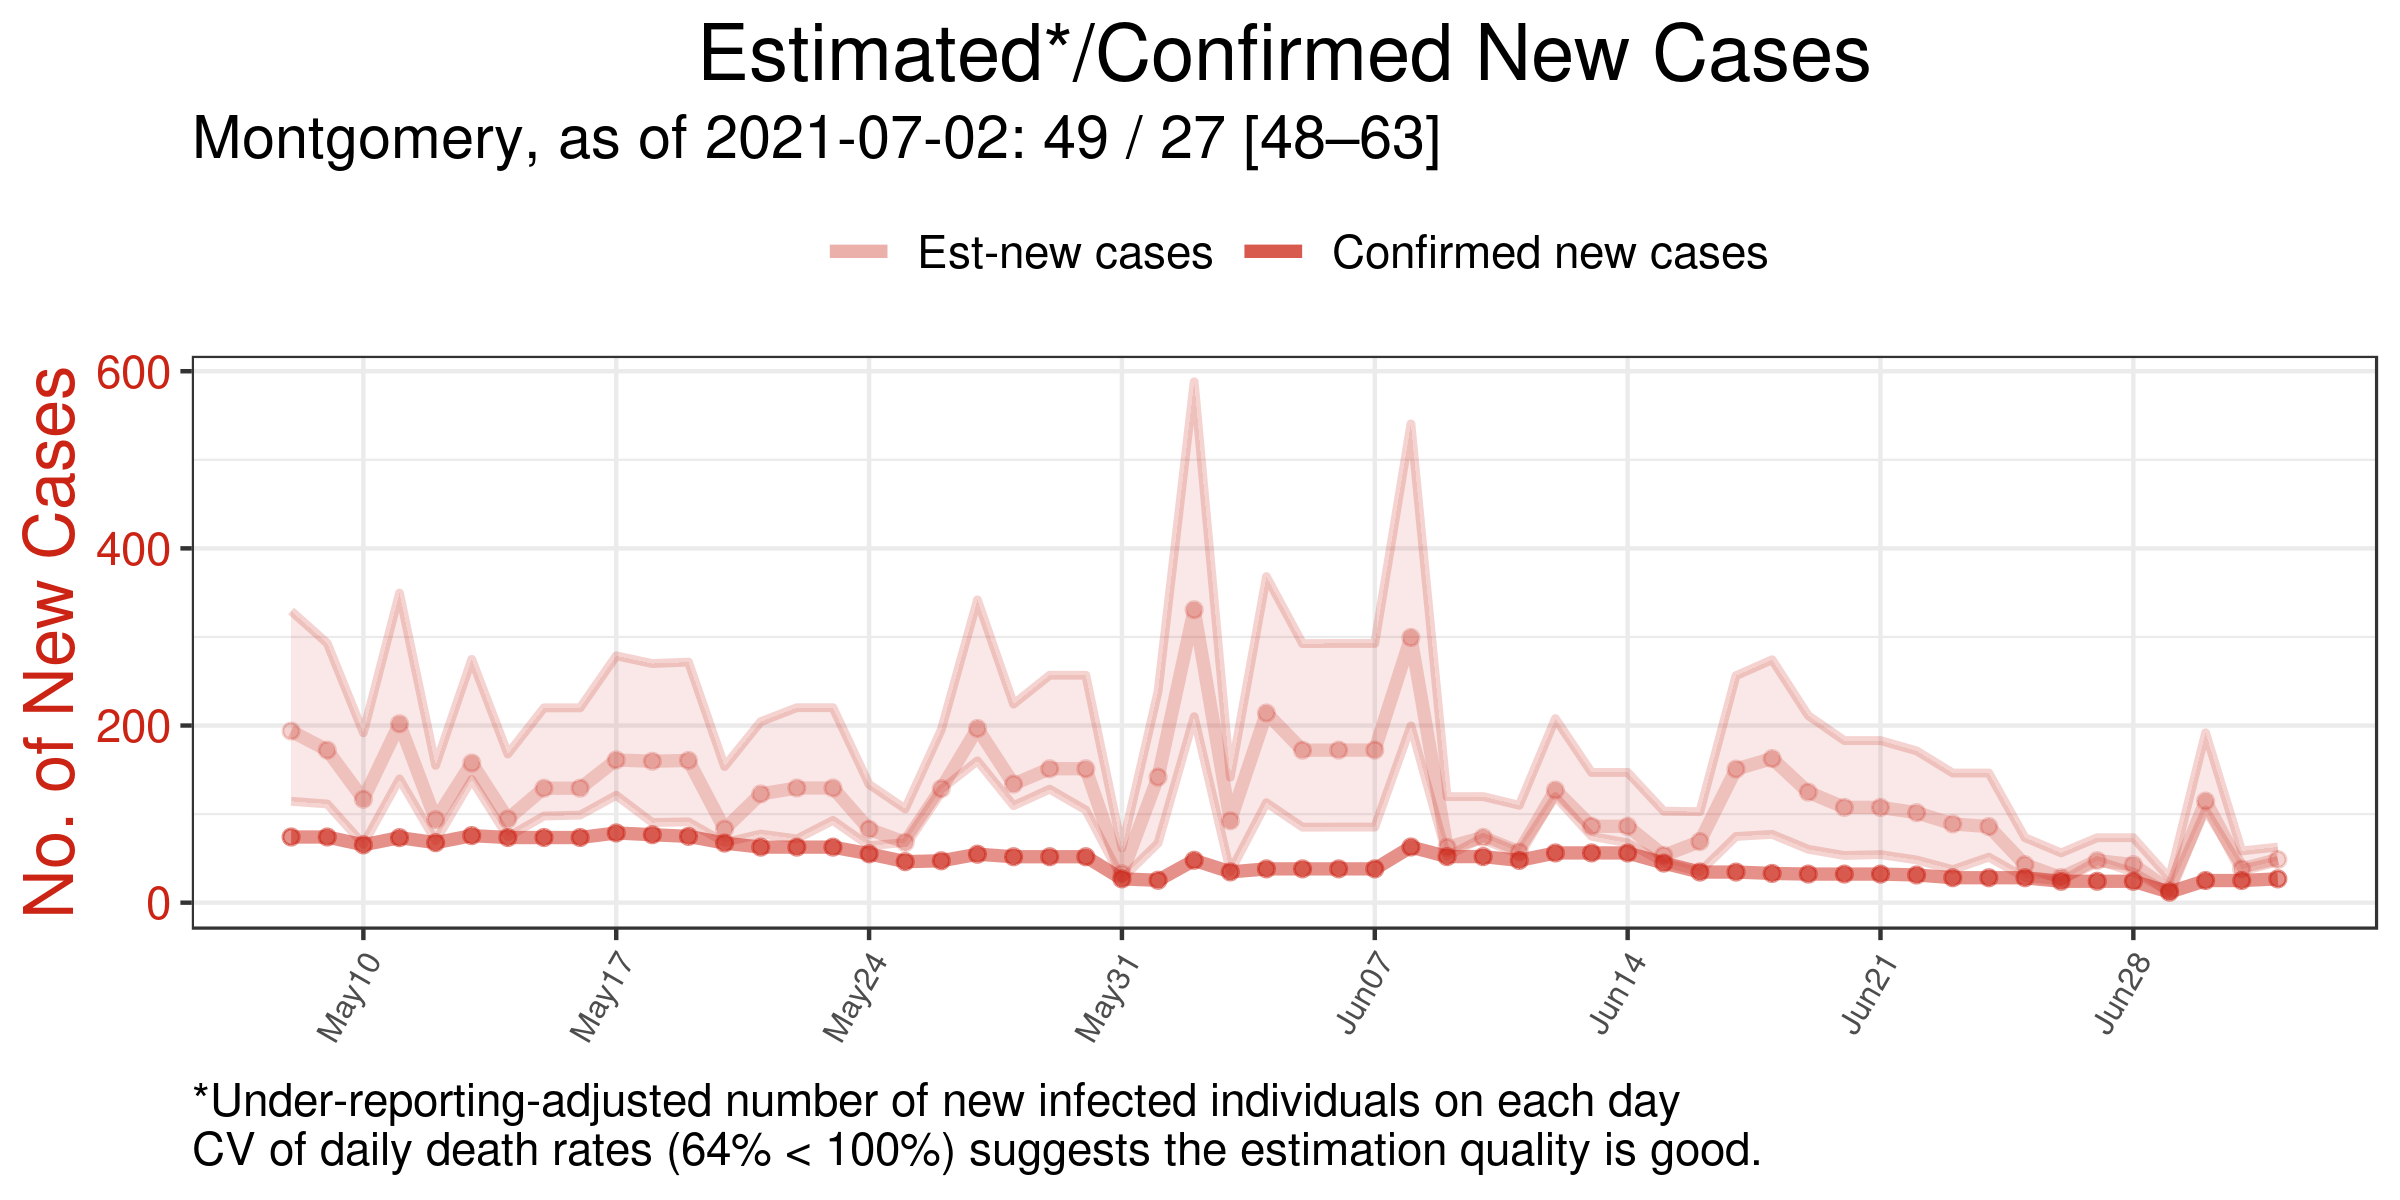 Estimated*/Confirmed New Cases
Montgomery, as of 2021-07-02: 49 / 27 [48–63]
Est-new cases
Confirmed new cases
No. of New Cases
600
400
200
0
May10
May17
May24
May31
Jun07
Jun14
Jun21
Jun28
*Under-reporting-adjusted number of new infected individuals on each day
CV of daily death rates (64% < 100%) suggests the estimation quality is good.